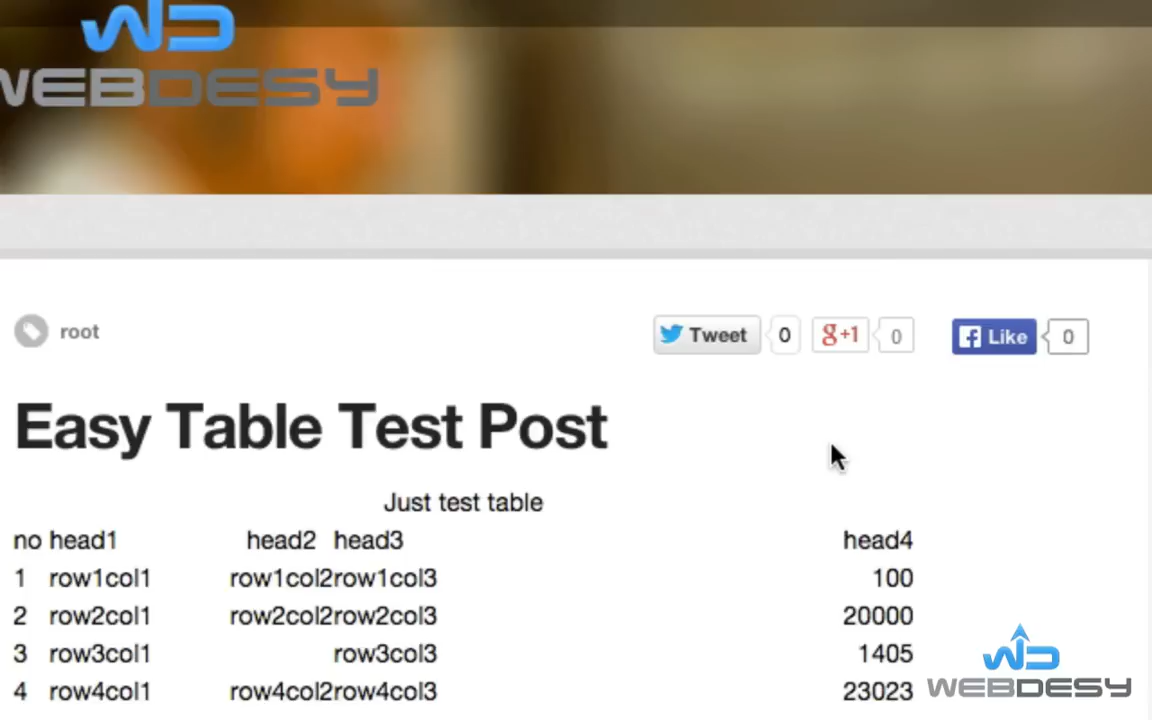 WEBDESY
root
Tweet 0 g+1 0 Like 0
Easy Table Test Post
Just test table
no head1 head2 head3 head4
1 row1col1 row1col2 row1col3 100
2 row2col1 row2col2 row2col3 20000
3 row3col1 row3col3 1405
4 row4col1 row4col2 row4col3 23023
WEBDESY